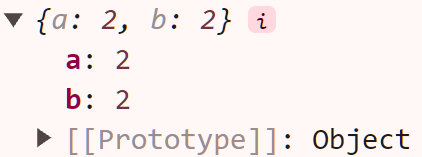 ▼ {a: 2, b: 2} i
a: 2
b: 2
▶ [[Prototype]]: Object